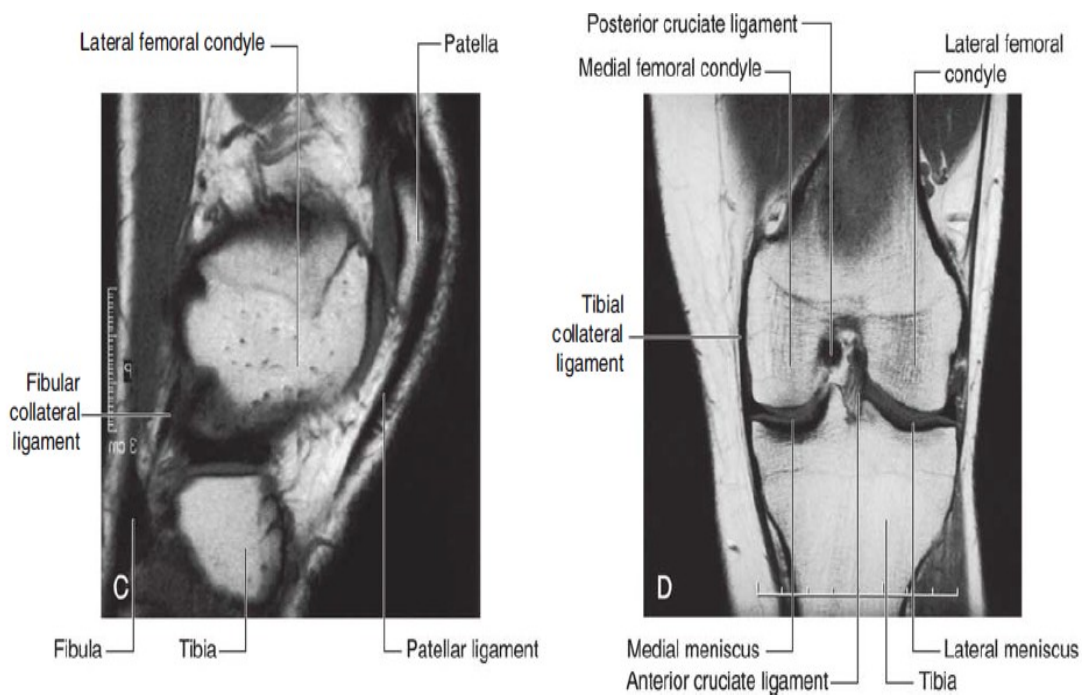 Lateral femoral condyle
Patella
Fibular
collateral
ligament
P
3 cm
C
Fibula
Tibia
Patellar ligament
Posterior cruciate ligament
Medial femoral condyle
Lateral femoral
condyle
Tibial
collateral
ligament
D
Medial meniscus
Anterior cruciate ligament
Lateral meniscus
Tibia